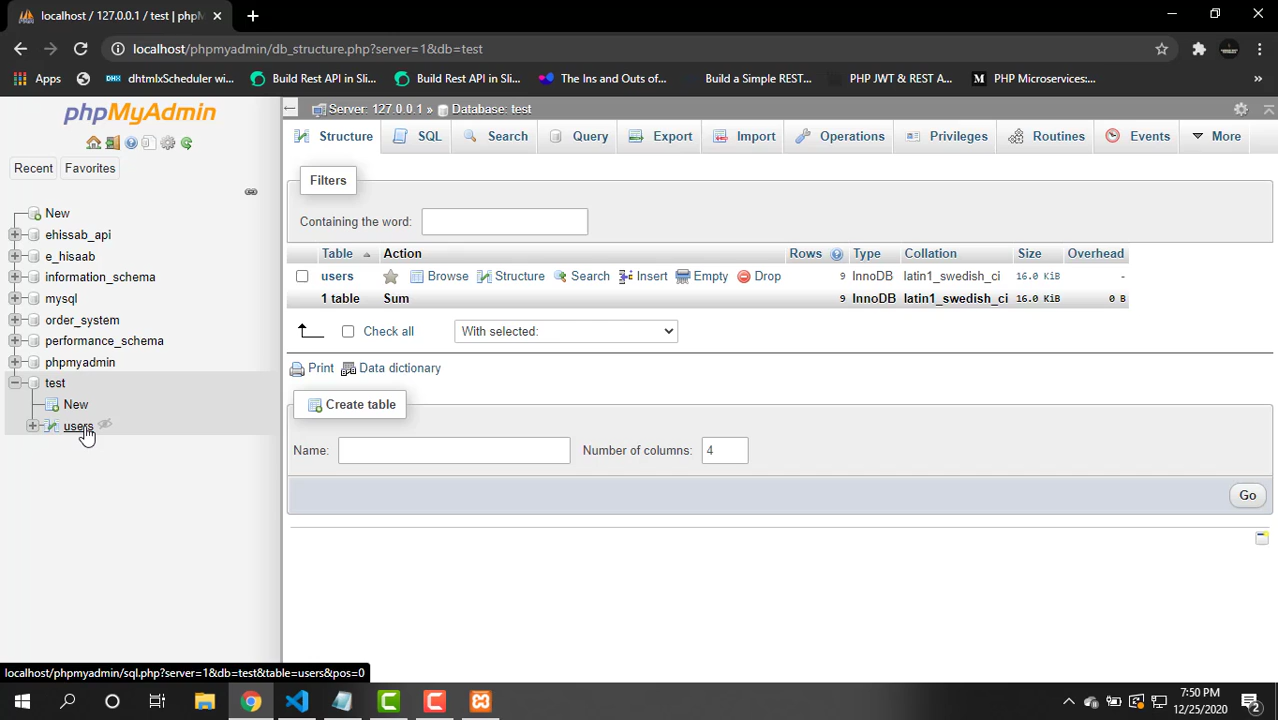 localhost / 127.0.0.1 / test | phpM
localhost/phpmyadmin/db_structure.php?server=1&db=test
Apps
DHX dhtmlxScheduler wi...
Build Rest API in Sli...
Build Rest API in Sli...
The Ins and Outs of...
Build a Simple REST...
PHP JWT & REST A...
M PHP Microservices:...
»
phpMyAdmin
Recent
Favorites
New
ehissab_api
e_hisaab
information_schema
mysql
order_system
performance_schema
phpmyadmin
test
New
users
Server: 127.0.0.1 » Database: test
Structure
SQL
Search
Query
Export
Import
Operations
Privileges
Routines
Events
More
Filters
Containing the word:
Table Action Rows Type Collation Size Overhead
users Browse Structure Search Insert Empty Drop 9 InnoDB latin1_swedish_ci 16.0 KiB -
1 table Sum 9 InnoDB latin1_swedish_ci 16.0 KiB 0 B
Check all With selected:
Print Data dictionary
Create table
Name: Number of columns: 4
Go
localhost/phpmyadmin/sql.php?server=1&db=test&table=users&pos=0
7:50 PM
12/25/2020
2